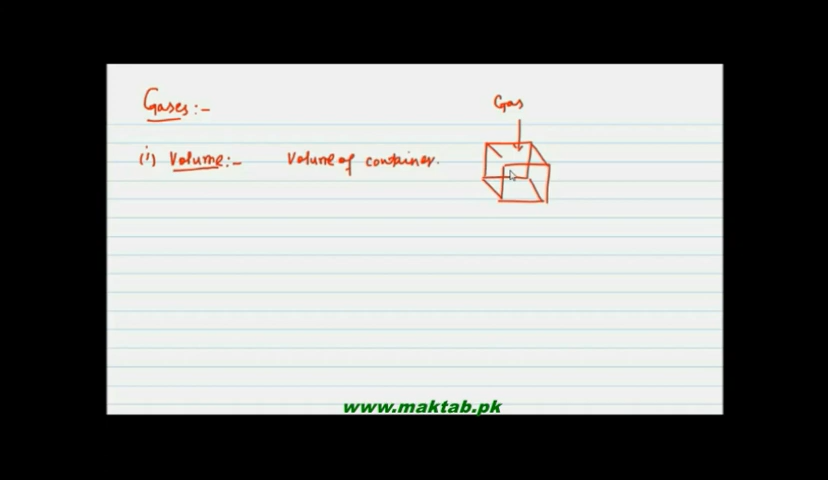 Gases:-
Gas
(i) Volume:- Volume of container.
www.maktab.pk